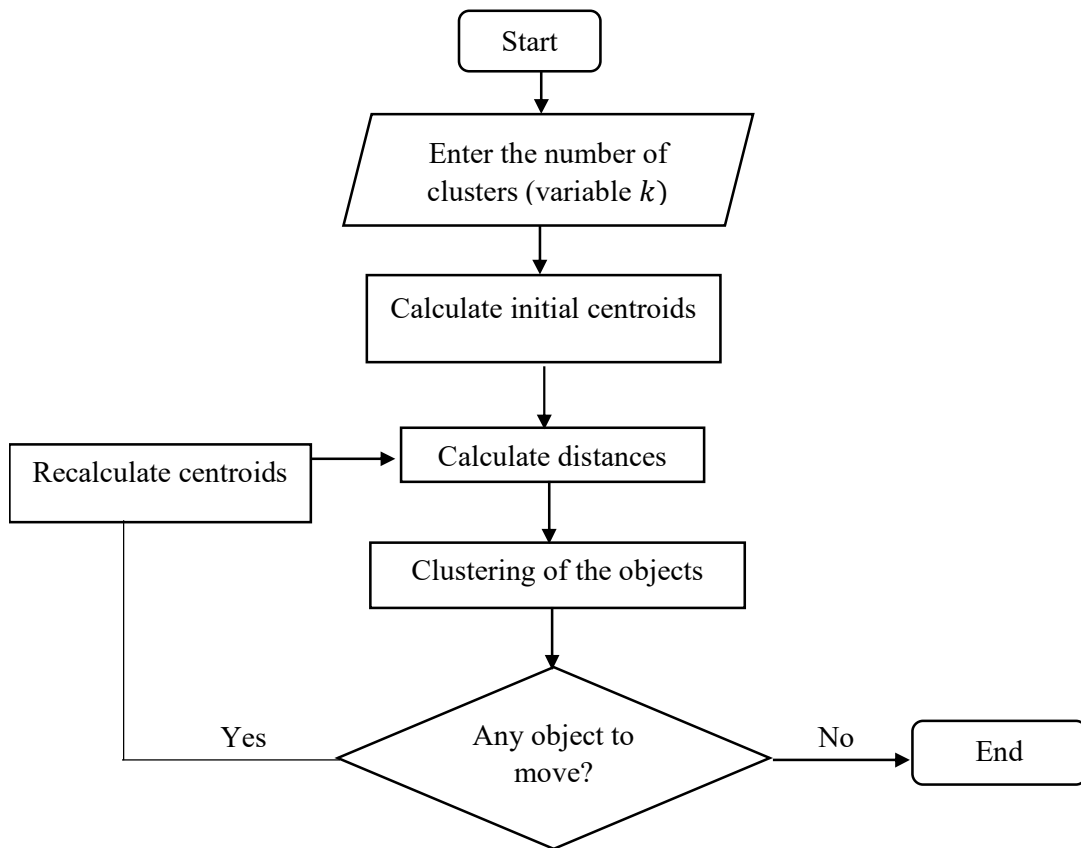 Start
Enter the number of
clusters (variable 𝑘)
Calculate initial centroids
Recalculate centroids
Calculate distances
Clustering of the objects
Yes
Any object to
move?
No
End